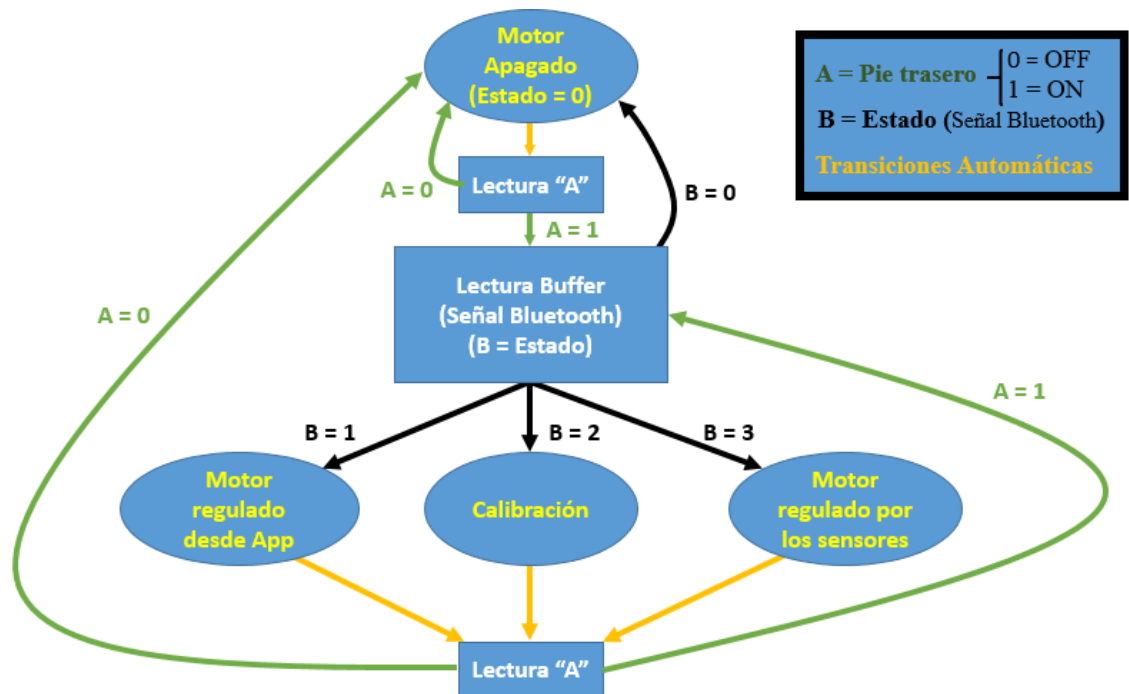 Motor
Apagado
(Estado = 0)
A = Pie trasero
0 = OFF
1 = ON
B = Estado (Señal Bluetooth)
Transiciones Automáticas
Lectura “A”
A = 0
B = 0
A = 1
Lectura Buffer
(Señal Bluetooth)
(B = Estado)
A = 0
A = 1
B = 1
B = 2
B = 3
Motor
regulado
desde App
Calibración
Motor
regulado por
los sensores
Lectura “A”